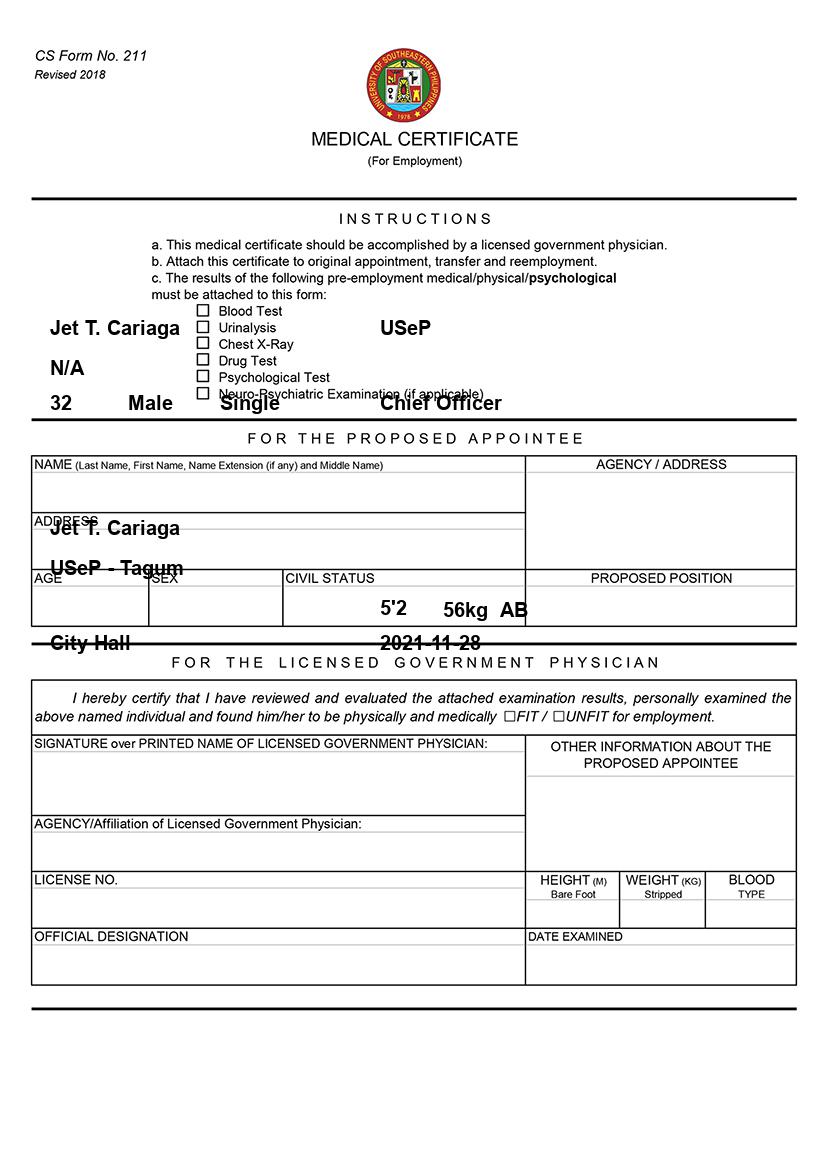 CS Form No. 211
Revised 2018
UNIVERSITY OF SOUTHEASTERN PHILIPPINES
1978
MEDICAL CERTIFICATE
(For Employment)
INSTRUCTIONS
a. This medical certificate should be accomplished by a licensed government physician.
b. Attach this certificate to original appointment, transfer and reemployment.
c. The results of the following pre-employment medical/physical/psychological
must be attached to this form:
Blood Test
Jet T. Cariaga Urinalysis USeP
Chest X-Ray
N/A Drug Test
Psychological Test
Neuro-Psychiatric Examination (if applicable)
32 Male Single Chief Officer
FOR THE PROPOSED APPOINTEE
NAME (Last Name, First Name, Name Extension (if any) and Middle Name) AGENCY / ADDRESS
ADDRESS
Jet T. Cariaga
USeP - Tagum
AGE SEX CIVIL STATUS PROPOSED POSITION
5'2 56kg AB
City Hall 2021-11-28
FOR THE LICENSED GOVERNMENT PHYSICIAN
I hereby certify that I have reviewed and evaluated the attached examination results, personally examined the
above named individual and found him/her to be physically and medically ☐FIT / ☐UNFIT for employment.
SIGNATURE over PRINTED NAME OF LICENSED GOVERNMENT PHYSICIAN: OTHER INFORMATION ABOUT THE
PROPOSED APPOINTEE
AGENCY/Affiliation of Licensed Government Physician:
LICENSE NO. HEIGHT (M) WEIGHT (KG) BLOOD
Bare Foot Stripped TYPE
OFFICIAL DESIGNATION DATE EXAMINED